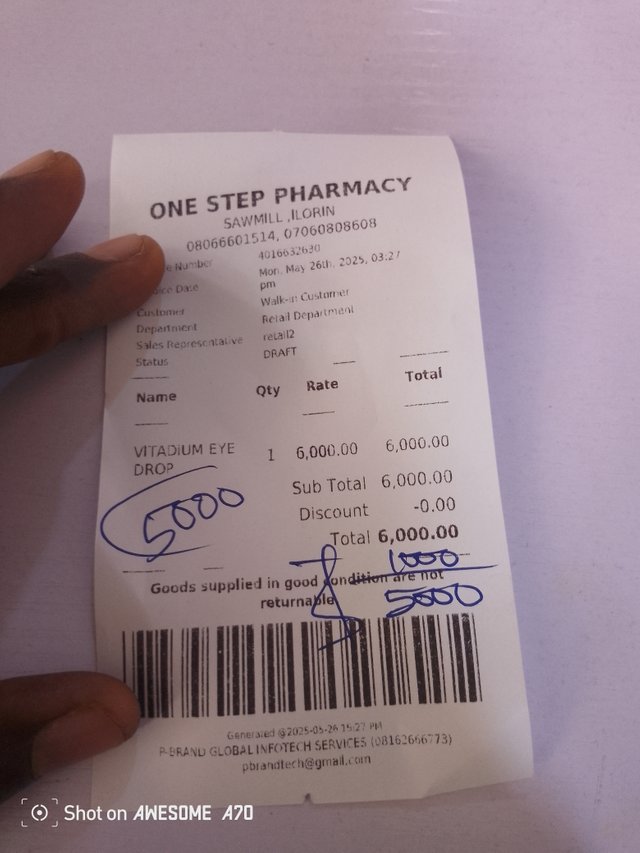 ONE STEP PHARMACY
SAWMILL ,ILORIN
08066601514, 07060808608
Number 4016632630
Date Mon, May 26th, 2025, 03:27 pm
Customer Walk-in Customer
Department Retail Department
Sales Representative retail2
Status DRAFT
Name Qty Rate Total
VITADIUM EYE DROP 1 6,000.00 6,000.00
Sub Total 6,000.00
Discount -0.00
Total 6,000.00
5000
1000
5000
Goods supplied in good condition are not
returnable
Generated @2025-05-26 15:27 PM
P-BRAND GLOBAL INFOTECH SERVICES (08162666773)
pbrandtech@gmail.com
Shot on AWESOME A70